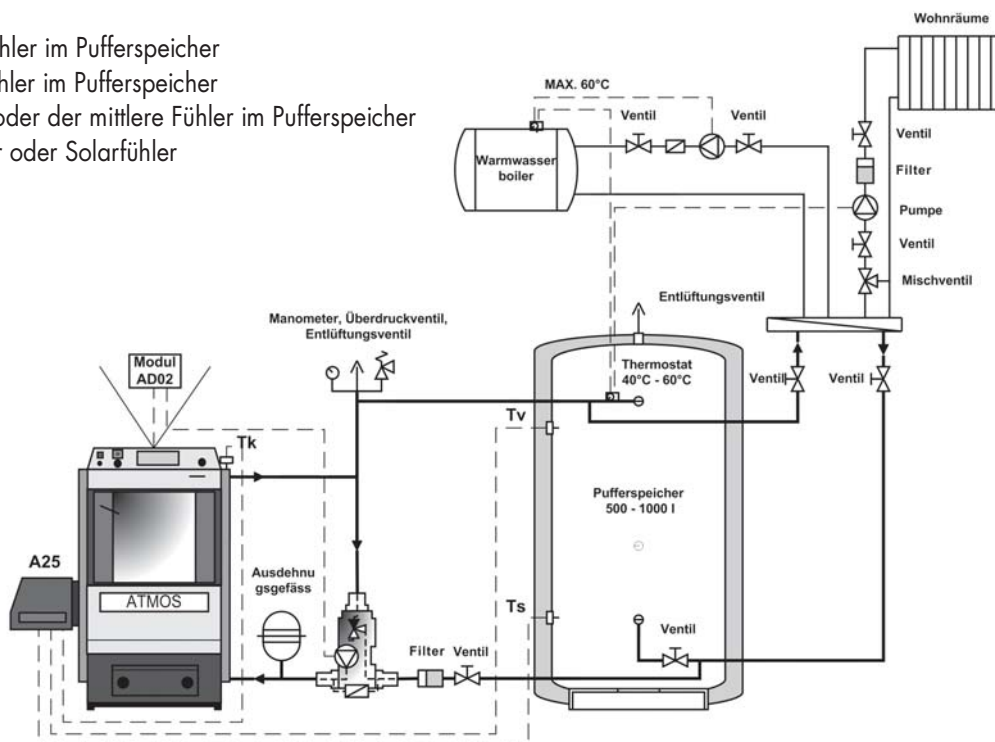 hler im Pufferspeicher
hler im Pufferspeicher
oder der mittlere Fühler im Pufferspeicher
r oder Solarfühler
Wohnräume
MAX. 60°C
Ventil
Ventil
Ventil
Filter
Warmwasser
boiler
Pumpe
Ventil
Mischventil
Entlüftungsventil
Manometer, Überdruckventil,
Entlüftungsventil
Modul
AD02
Thermostat
40°C - 60°C
Ventil
Ventil
Tv
Tk
Pufferspeicher
500 - 1000 l
A25
Ausdehnu
gsgefäss
ATMOS
Ts
Ventil
Filter
Ventil